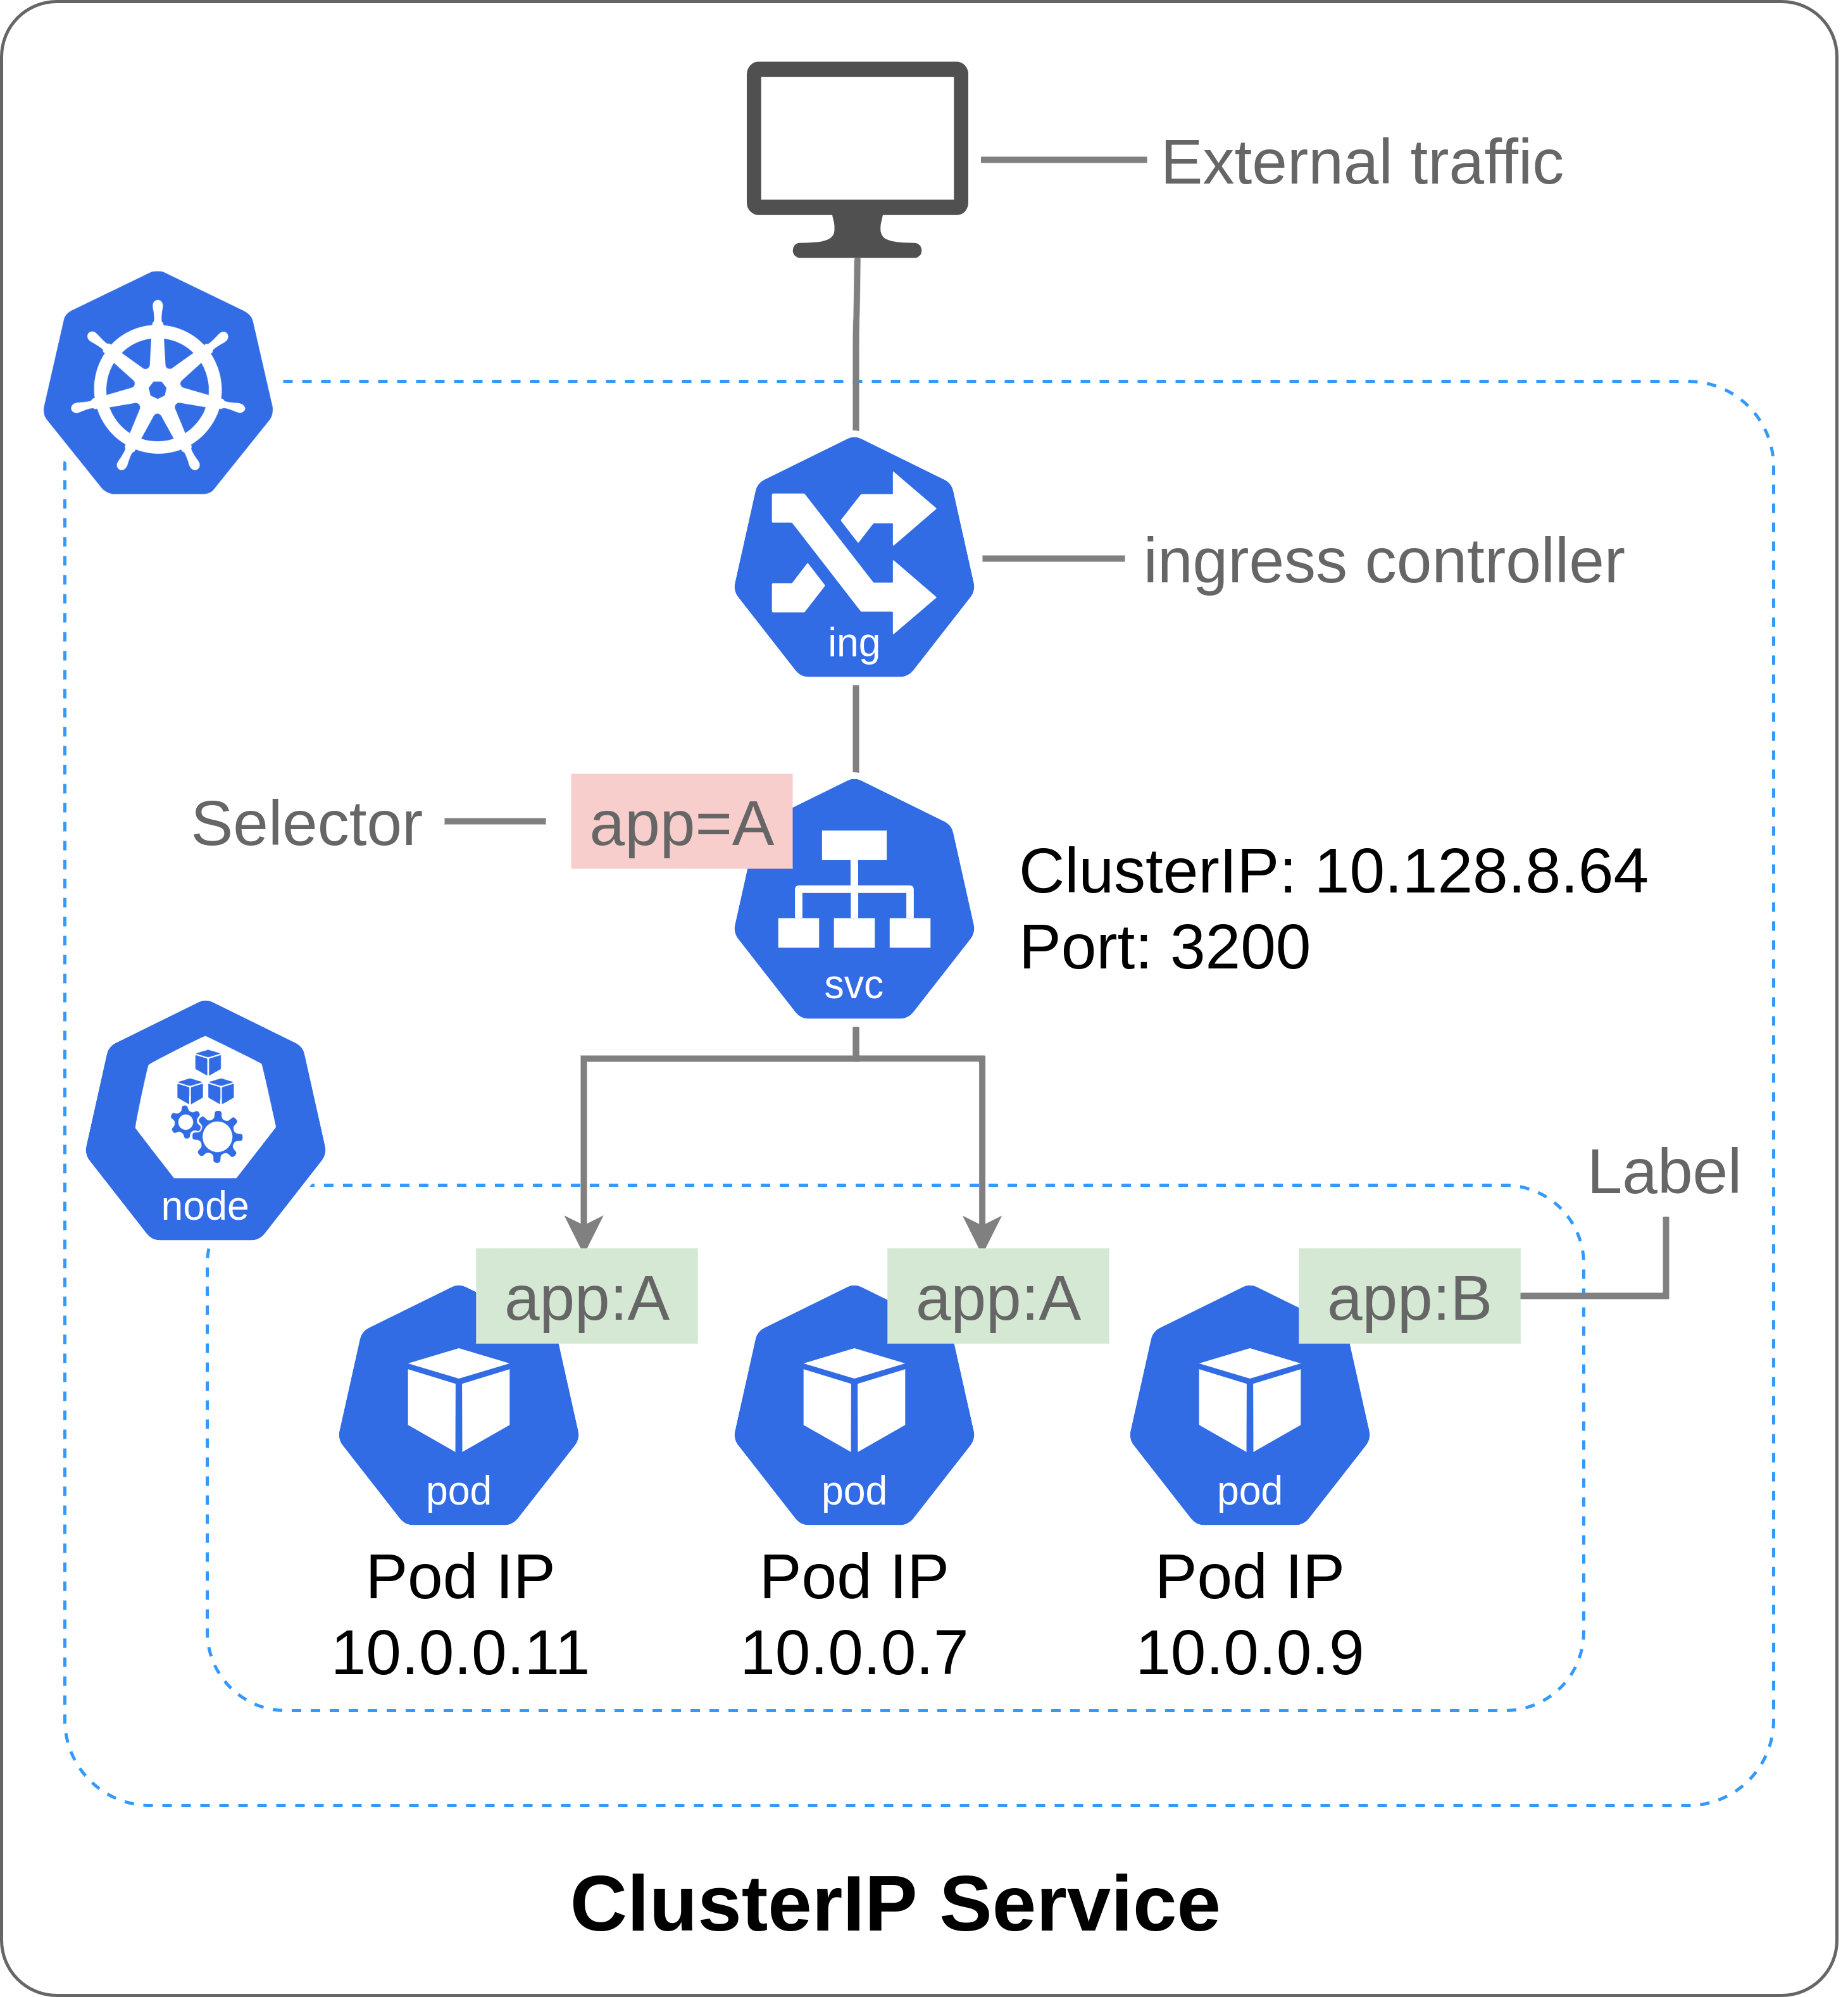 External traffic
ingress controller
ing
Selector
app=A
ClusterIP: 10.128.8.64
Port: 3200
svc
node
Label
app:A
app:A
app:B
pod
pod
pod
Pod IP
10.0.0.11
Pod IP
10.0.0.7
Pod IP
10.0.0.9
ClusterIP Service